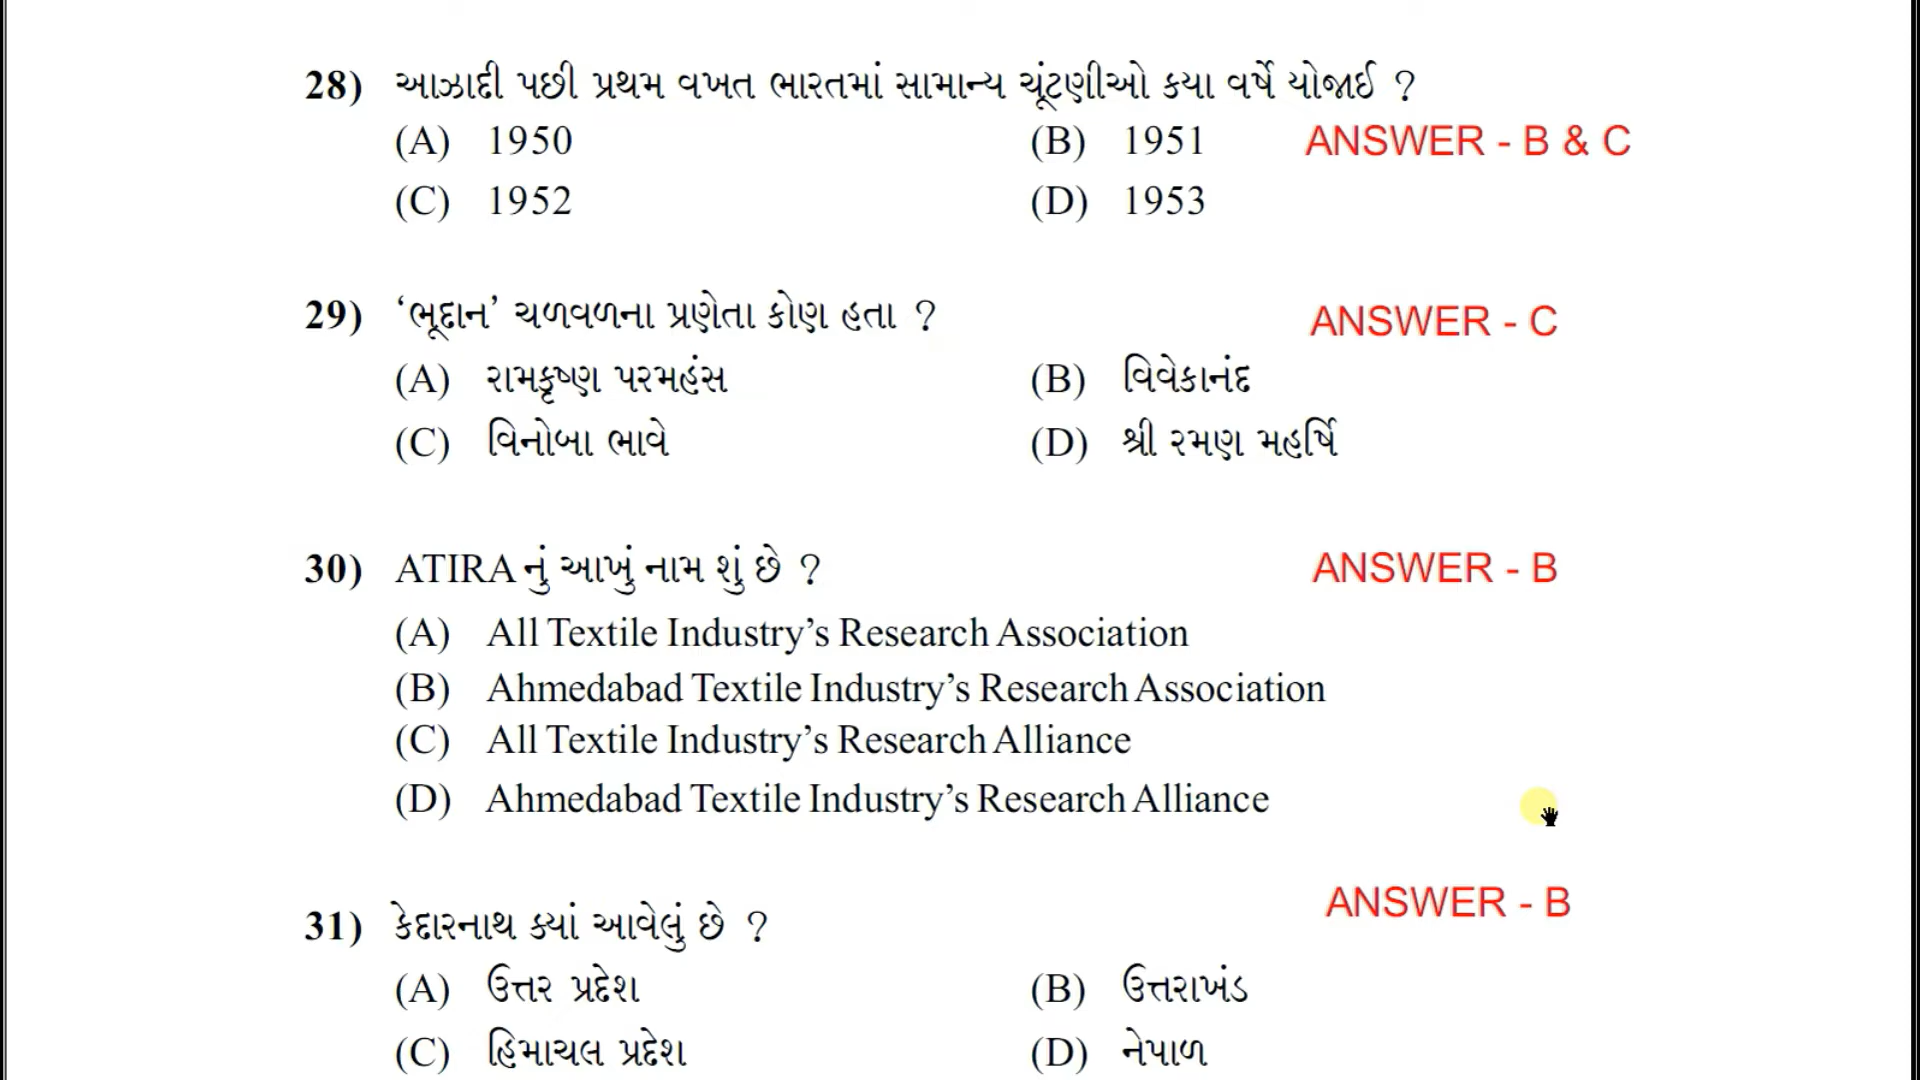 28) આઝાદી પછી પ્રથમ વખત ભારતમાં સામાન્ય ચૂંટણીઓ કયા વર્ષે યોજાઈ ?
(A) 1950 (B) 1951 ANSWER - B & C
(C) 1952 (D) 1953
29) ‘ભૂદાન’ ચળવળના પ્રણેતા કોણ હતા ? ANSWER - C
(A) રામકૃષ્ણ પરમહંસ (B) વિવેકાનંદ
(C) વિનોબા ભાવે (D) શ્રી રમણ મહર્ષિ
30) ATIRA નું આખું નામ શું છે ? ANSWER - B
(A) All Textile Industry’s Research Association
(B) Ahmedabad Textile Industry’s Research Association
(C) All Textile Industry’s Research Alliance
(D) Ahmedabad Textile Industry’s Research Alliance
31) કેદારનાથ ક્યાં આવેલું છે ? ANSWER - B
(A) ઉત્તર પ્રદેશ (B) ઉત્તરાખંડ
(C) હિમાચલ પ્રદેશ (D) નેપાળ